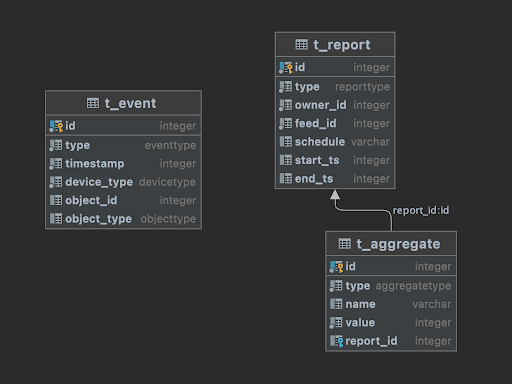 t_report
id integer
type reporttype
owner_id integer
feed_id integer
schedule varchar
start_ts integer
end_ts integer
t_event
id integer
type eventtype
timestamp integer
device_type devicetype
object_id integer
object_type objecttype
report_id:id
t_aggregate
id integer
type aggregatetype
name varchar
value integer
report_id integer